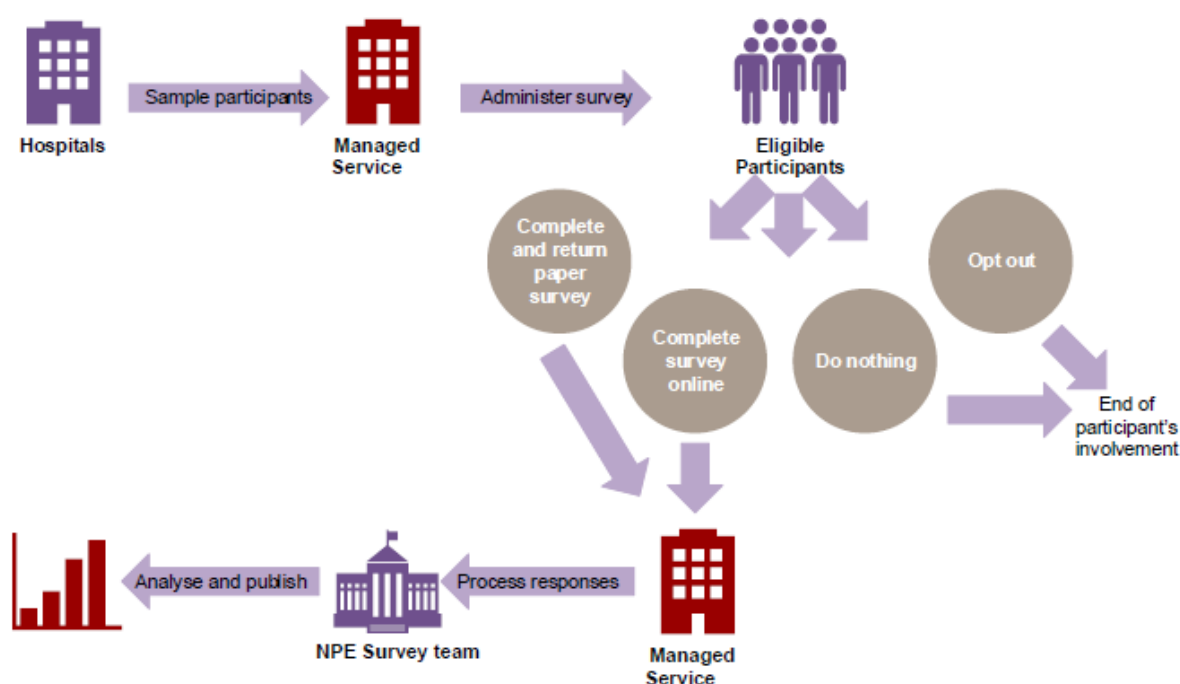 Sample participants
Administer survey
Hospitals
Managed
Service
Eligible
Participants
Complete
and return
paper
survey
Complete
survey
online
Do nothing
Opt out
End of
participant's
involvement
Analyse and publish
Process responses
NPE Survey team
Managed
Service